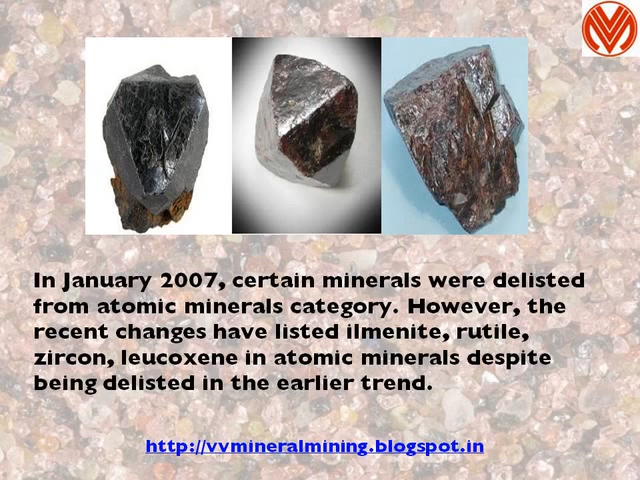 In January 2007, certain minerals were delisted
from atomic minerals category. However, the
recent changes have listed ilmenite, rutile,
zircon, leucoxene in atomic minerals despite
being delisted in the earlier trend.
http://vvmineralmining.blogspot.in